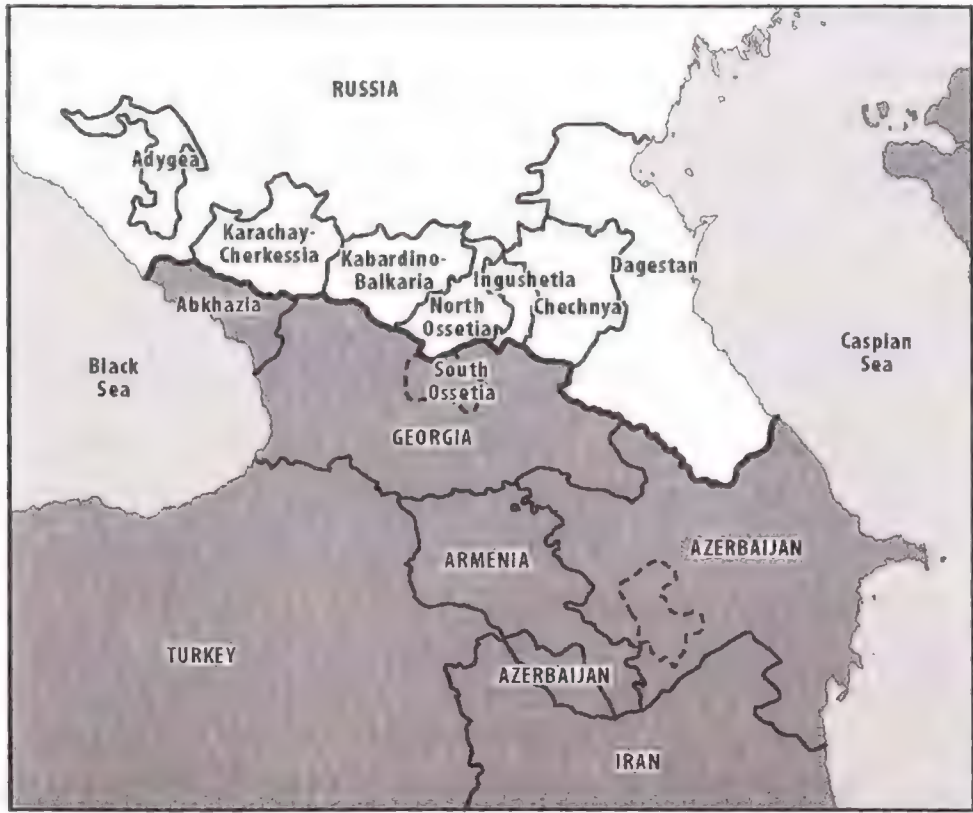 RUSSIA
Adygea
Karachay-
Cherkessia
Kabardino-
Balkaria
Ingushetia
Dagestan
North
Ossetia
Chechnya
Abkhazia
Black
Sea
Caspian
Sea
South
Ossetia
GEORGIA
ARMENIA
AZERBAIJAN
TURKEY
AZERBAIJAN
IRAN